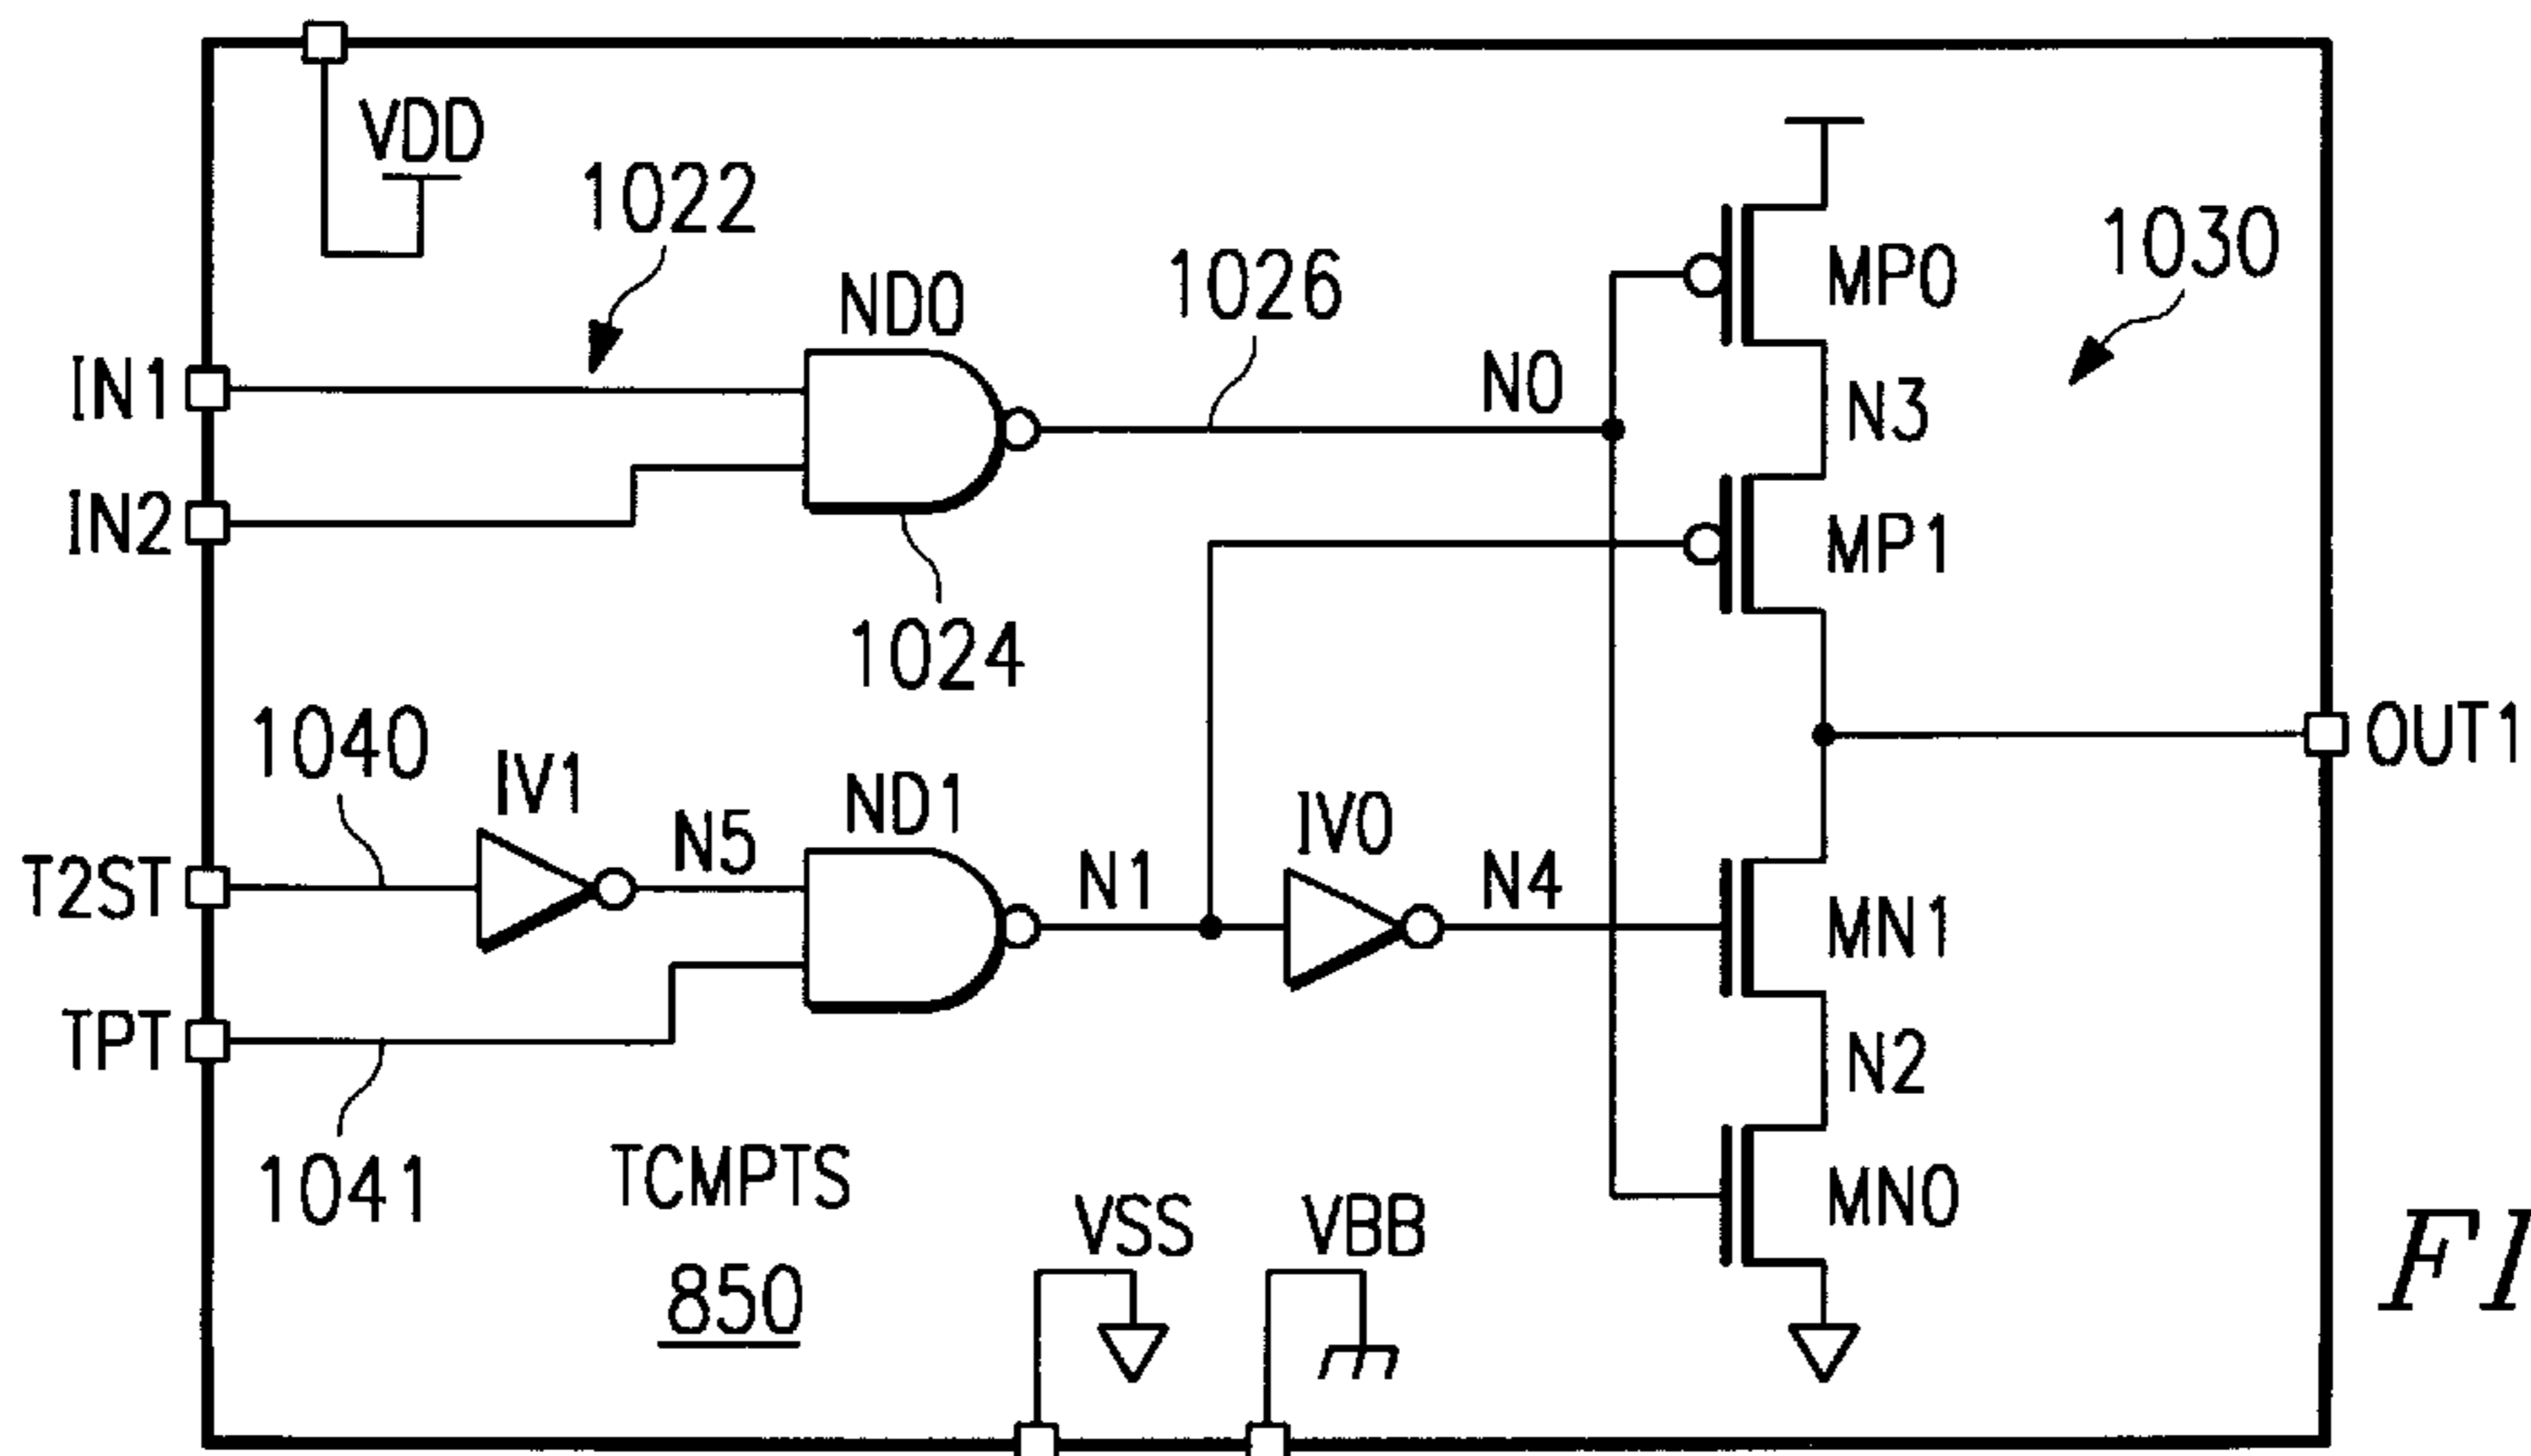 VDD
1022
ND0
1026
MP0
1030
IN1
N0
N3
IN2
MP1
1024
1040
IV1
N5
ND1
IV0
OUT1
T2ST
N1
N4
MN1
TPT
N2
1041
TCMPTS
VSS
VBB
MN0
850
FI